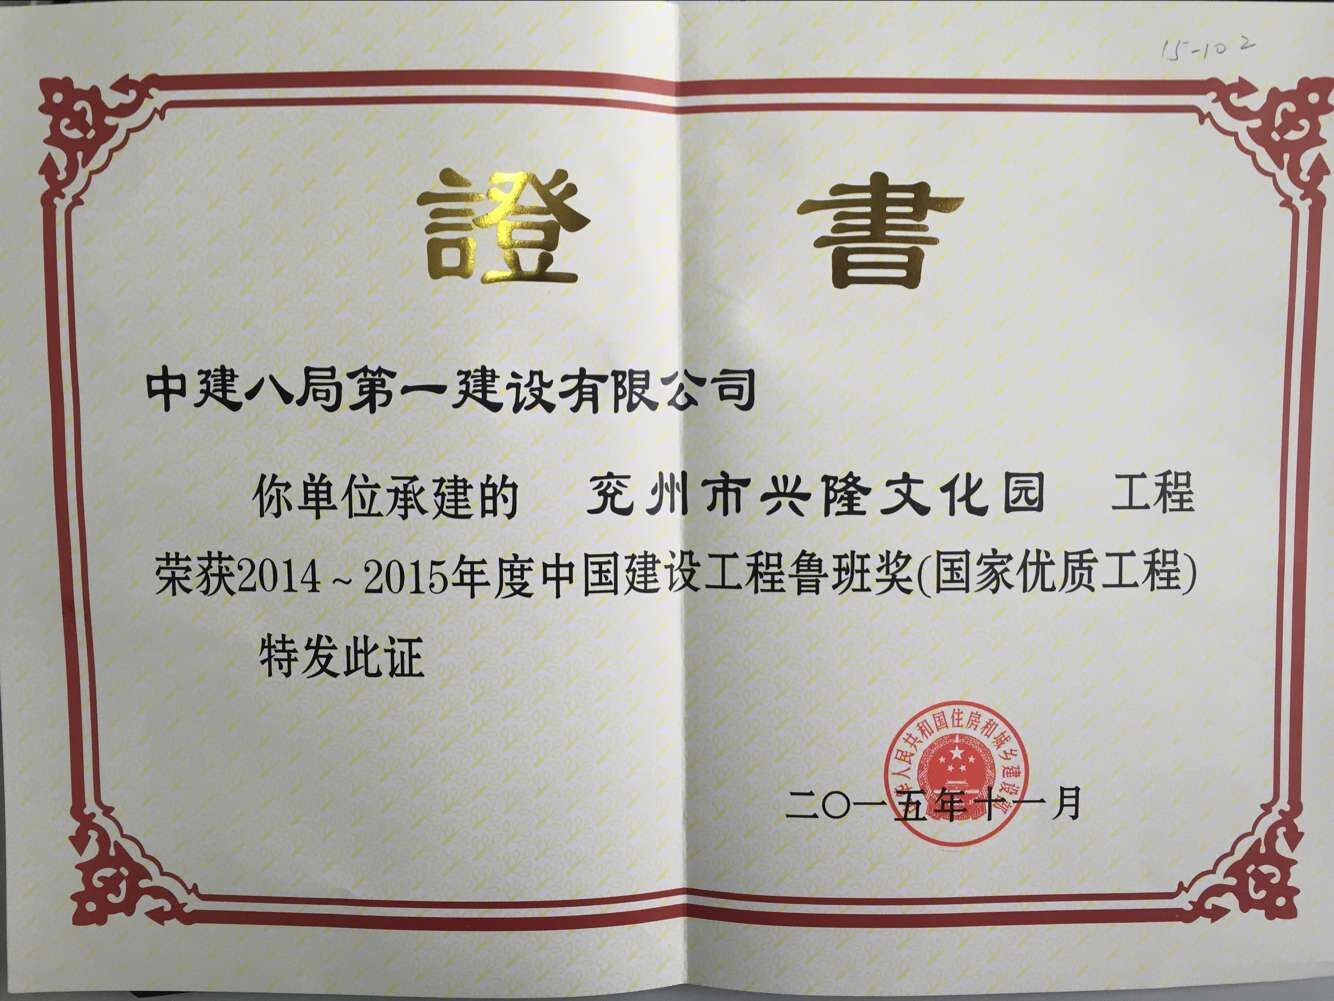 15-102
證書
中建八局第一建设有限公司
你单位承建的 兖州市兴隆文化园 工程
荣获2014～2015年度中国建设工程鲁班奖(国家优质工程)
特发此证
中华人民共和国住房和城乡建设部
二〇一五年十一月